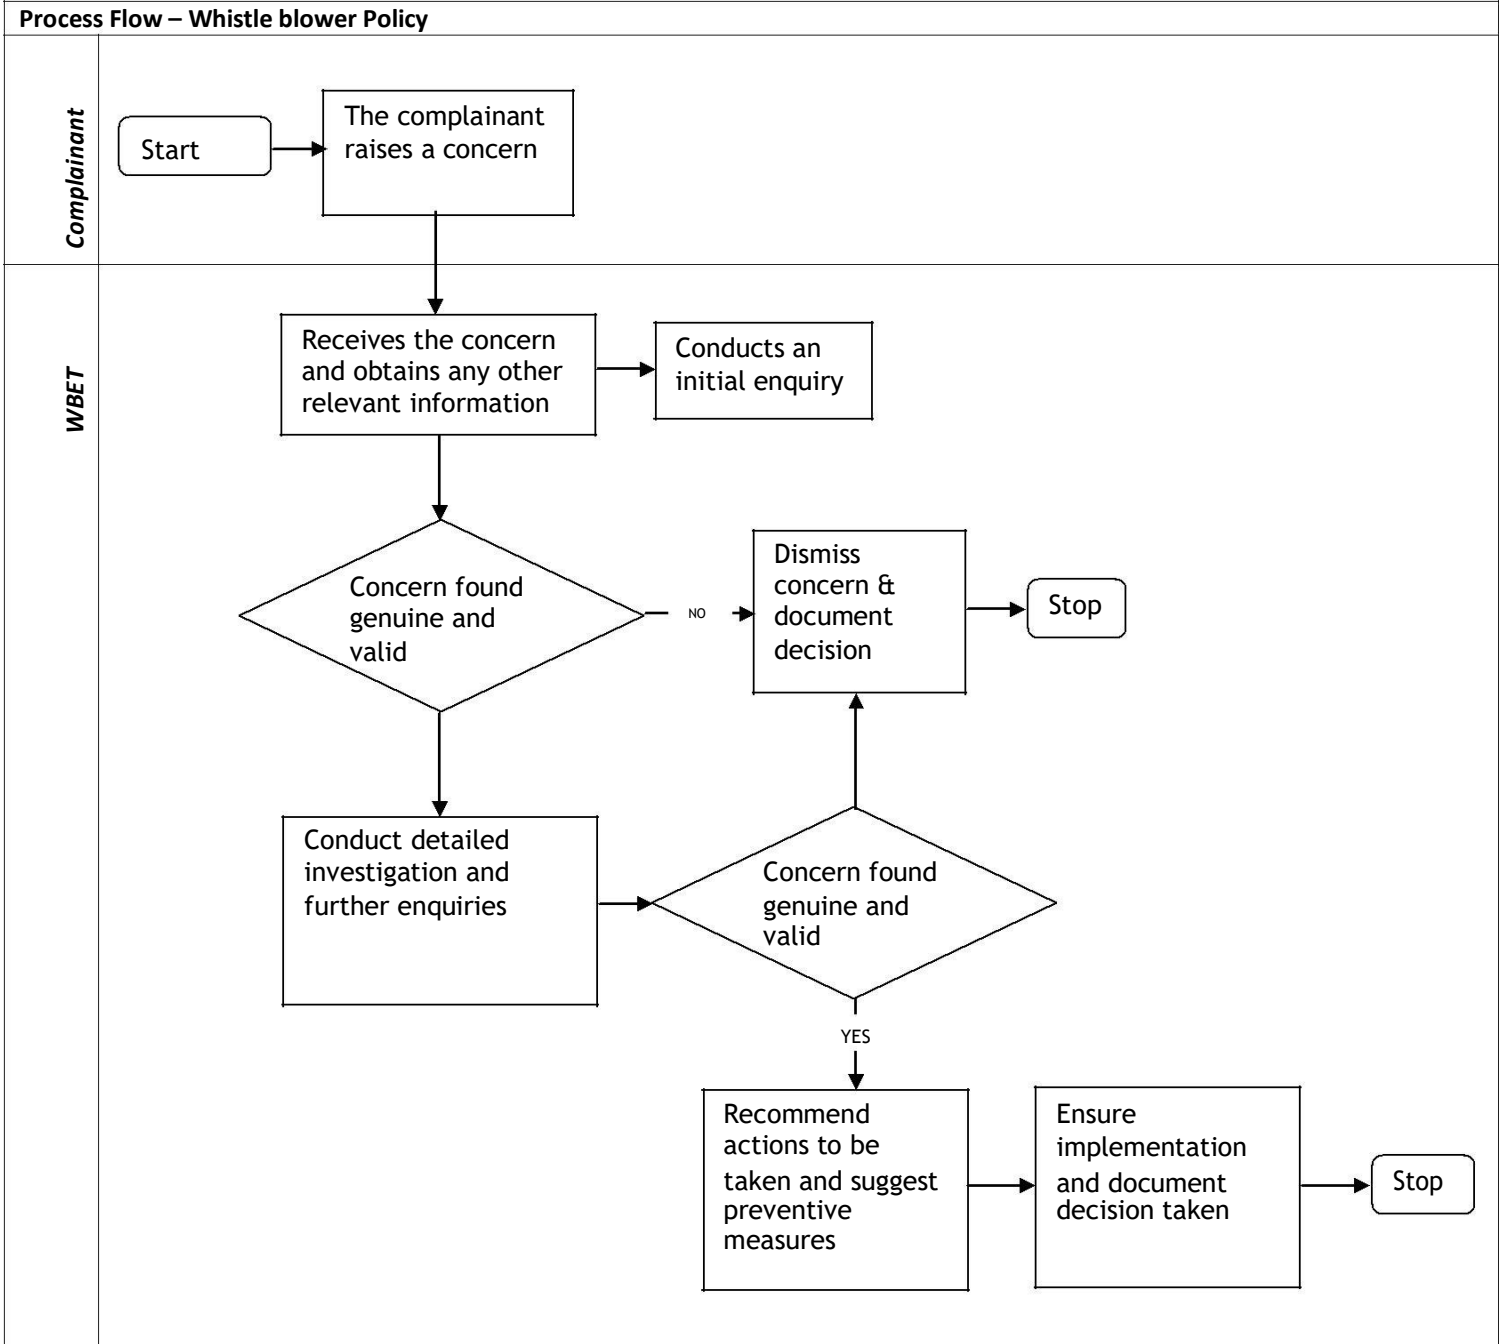 Process Flow – Whistle blower Policy
Complainant
Start
The complainant
raises a concern
WBET
Receives the concern
and obtains any other
relevant information
Conducts an
initial enquiry
Concern found
genuine and
valid
NO
Dismiss
concern &
document
decision
Stop
Conduct detailed
investigation and
further enquiries
Concern found
genuine and
valid
YES
Recommend
actions to be
taken and suggest
preventive
measures
Ensure
implementation
and document
decision taken
Stop